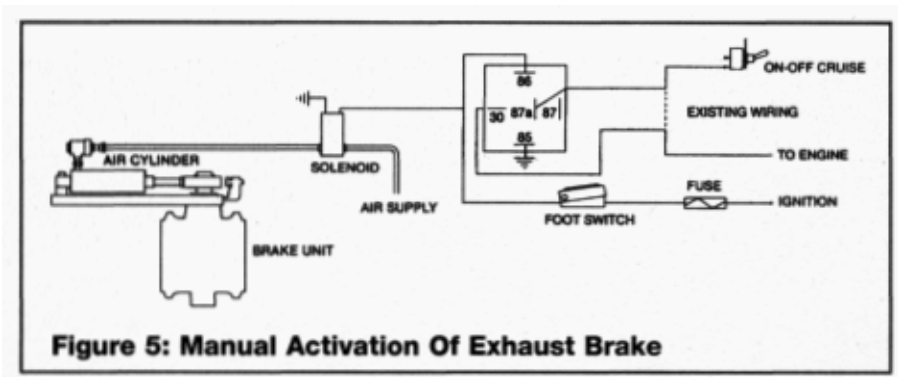 ON-OFF CRUISE
86
30 87a 87
EXISTING WIRING
85
AIR CYLINDER
SOLENOID
TO ENGINE
AIR SUPPLY
FUSE
IGNITION
FOOT SWITCH
BRAKE UNIT
Figure 5: Manual Activation Of Exhaust Brake